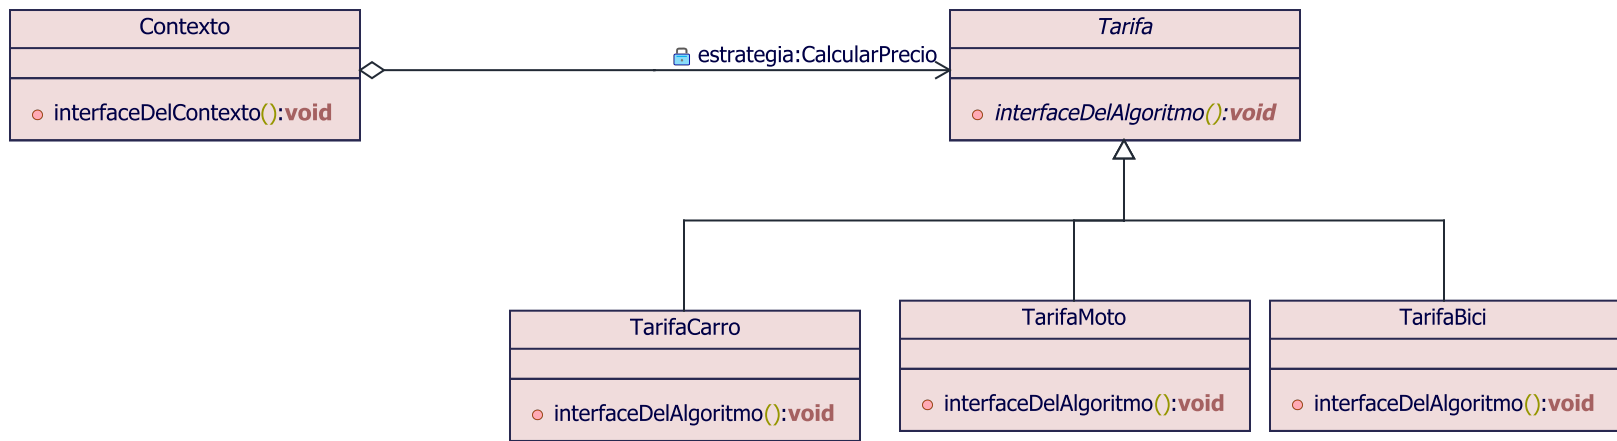 Contexto
Tarifa
estrategia:CalcularPrecio
interfaceDelContexto():void
interfaceDelAlgoritmo():void
TarifaCarro
TarifaMoto
TarifaBici
interfaceDelAlgoritmo():void
interfaceDelAlgoritmo():void
interfaceDelAlgoritmo():void